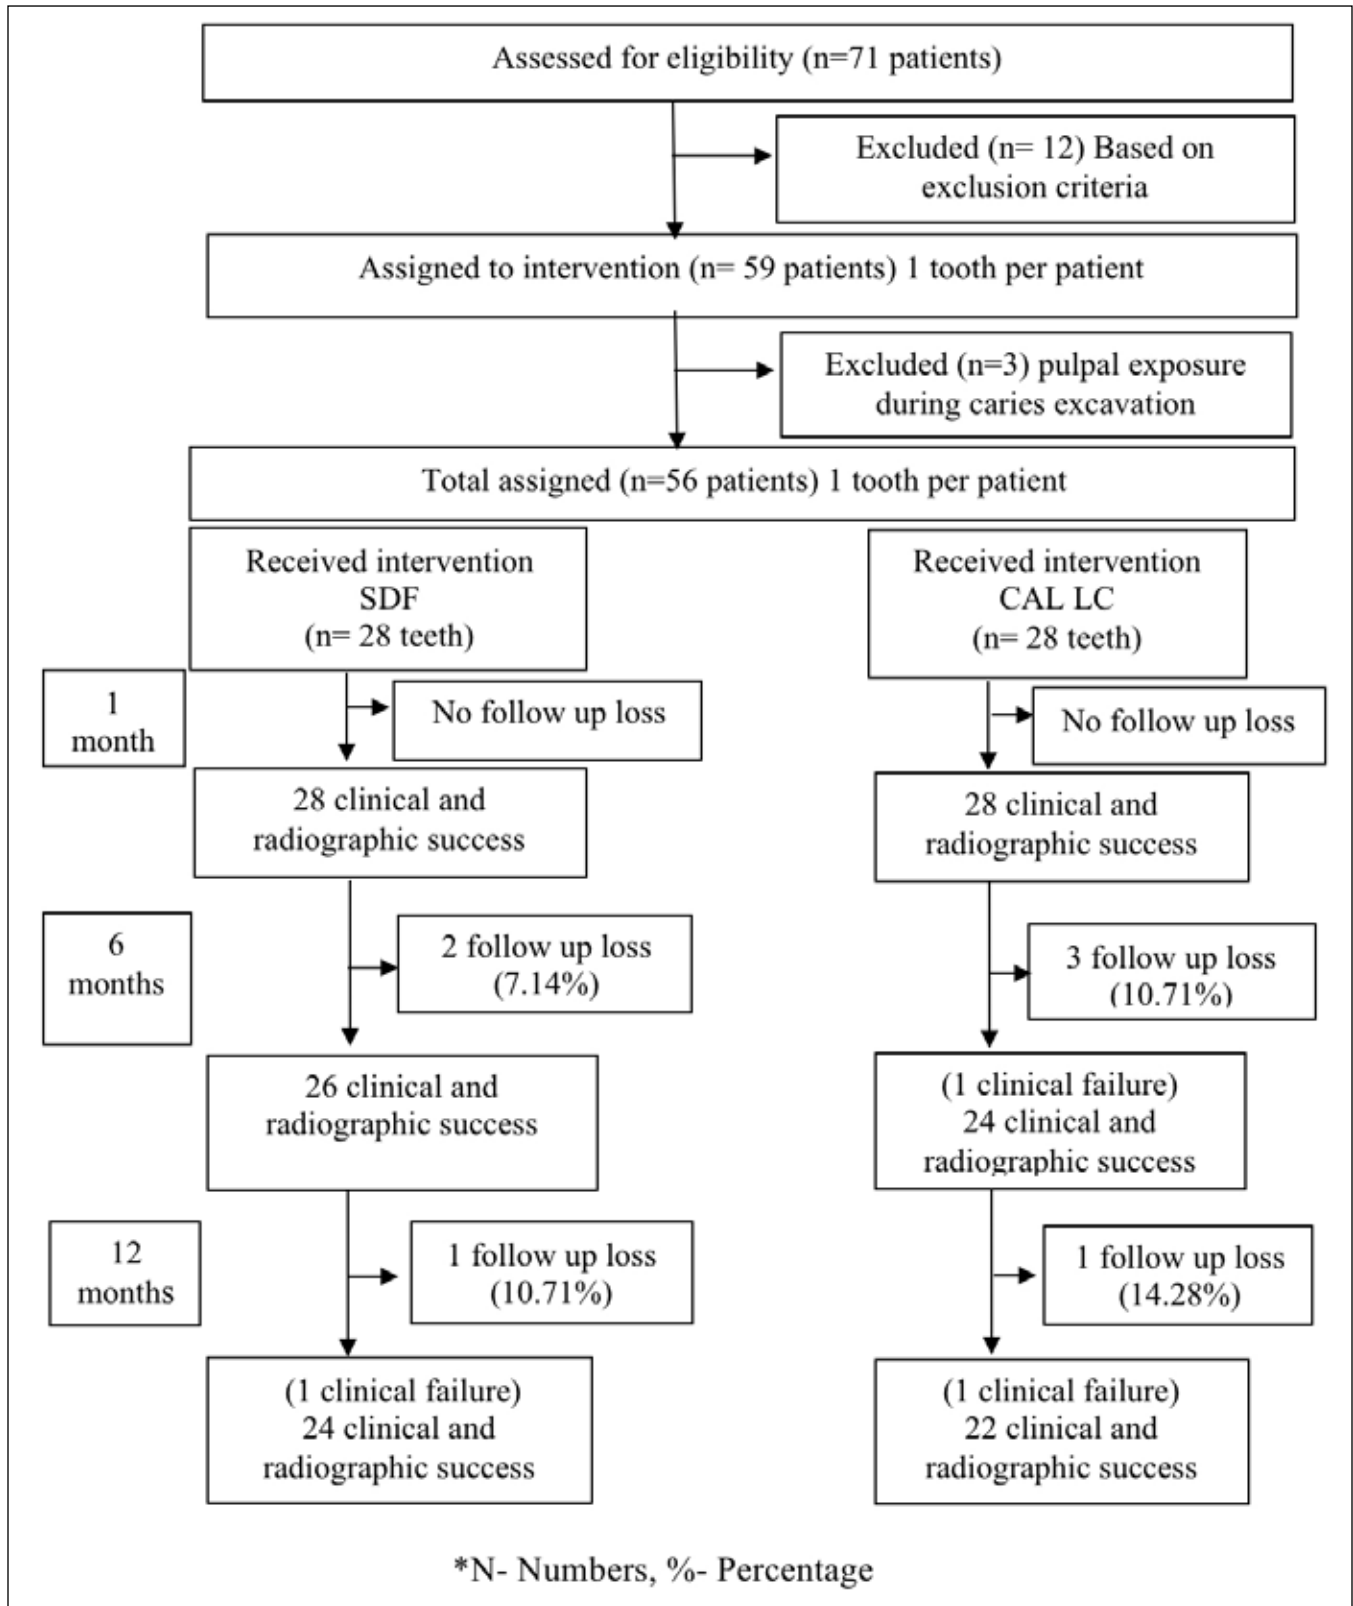 Assessed for eligibility (n=71 patients)
Excluded (n= 12) Based on
exclusion criteria
Assigned to intervention (n= 59 patients) 1 tooth per patient
Excluded (n=3) pulpal exposure
during caries excavation
Total assigned (n=56 patients) 1 tooth per patient
Received intervention
SDF
(n= 28 teeth)
Received intervention
CAL LC
(n= 28 teeth)
1
month
No follow up loss
No follow up loss
28 clinical and
radiographic success
28 clinical and
radiographic success
6
months
2 follow up loss
(7.14%)
3 follow up loss
(10.71%)
26 clinical and
radiographic success
(1 clinical failure)
24 clinical and
radiographic success
12
months
1 follow up loss
(10.71%)
1 follow up loss
(14.28%)
(1 clinical failure)
24 clinical and
radiographic success
(1 clinical failure)
22 clinical and
radiographic success
*N- Numbers, %- Percentage